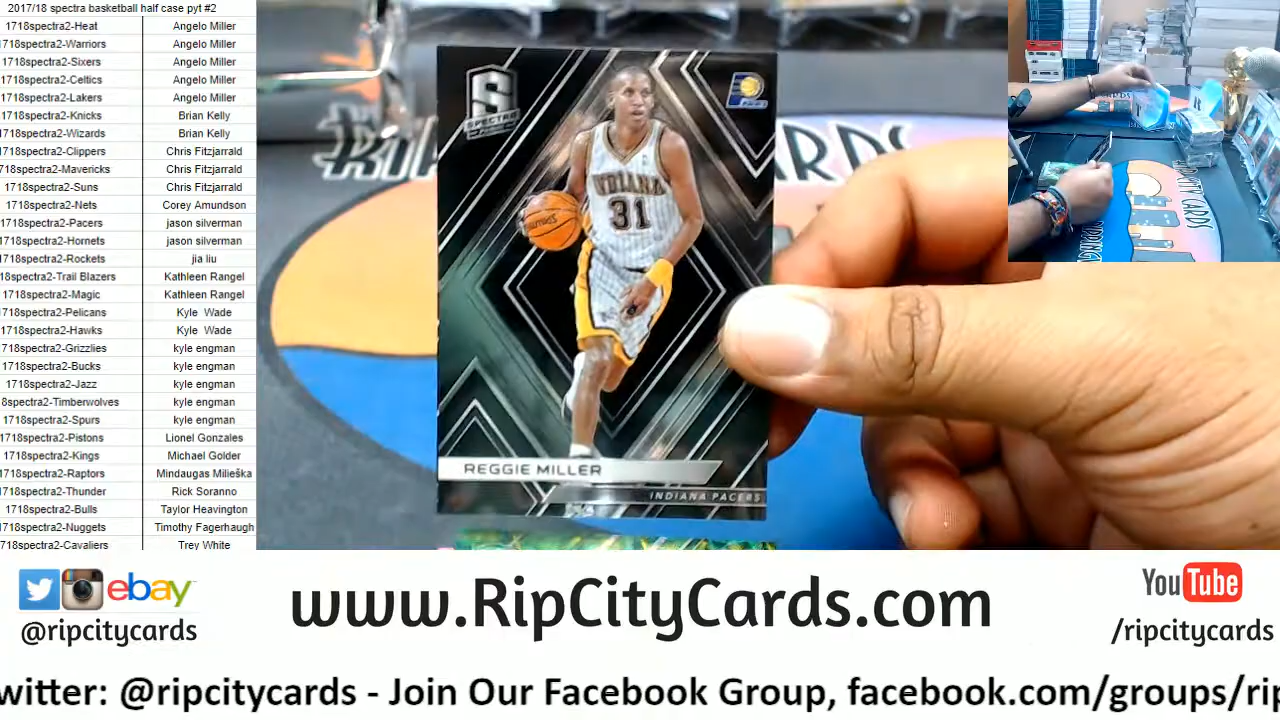 2017/18 spectra basketball half case pyt #2
1718spectra2-Heat Angelo Miller
1718spectra2-Warriors Angelo Miller
1718spectra2-Sixers Angelo Miller
1718spectra2-Celtics Angelo Miller
1718spectra2-Lakers Angelo Miller
1718spectra2-Knicks Brian Kelly
1718spectra2-Wizards Brian Kelly
1718spectra2-Clippers Chris Fitzjarrald
718spectra2-Mavericks Chris Fitzjarrald
1718spectra2-Suns Chris Fitzjarrald
1718spectra2-Nets Corey Amundson
1718spectra2-Pacers jason silverman
1718spectra2-Hornets jason silverman
1718spectra2-Rockets jia liu
18spectra2-Trail Blazers Kathleen Rangel
1718spectra2-Magic Kathleen Rangel
1718spectra2-Pelicans Kyle Wade
1718spectra2-Hawks Kyle Wade
1718spectra2-Grizzlies kyle engman
1718spectra2-Bucks kyle engman
1718spectra2-Jazz kyle engman
8spectra2-Timberwolves kyle engman
1718spectra2-Spurs kyle engman
1718spectra2-Pistons Lionel Gonzales
1718spectra2-Kings Michael Golder
1718spectra2-Raptors Mindaugas Milieška
1718spectra2-Thunder Rick Soranno
1718spectra2-Bulls Taylor Heavington
1718spectra2-Nuggets Timothy Fagerhaugh
718spectra2-Cavaliers Trey White
S
SPECTRA
INDIANA
31
REGGIE MILLER
INDIANA PACERS
ARDS
CARDS
ebay
@ripcitycards
www.RipCityCards.com
YouTube
/ripcitycards
witter: @ripcitycards - Join Our Facebook Group, facebook.com/groups/rip